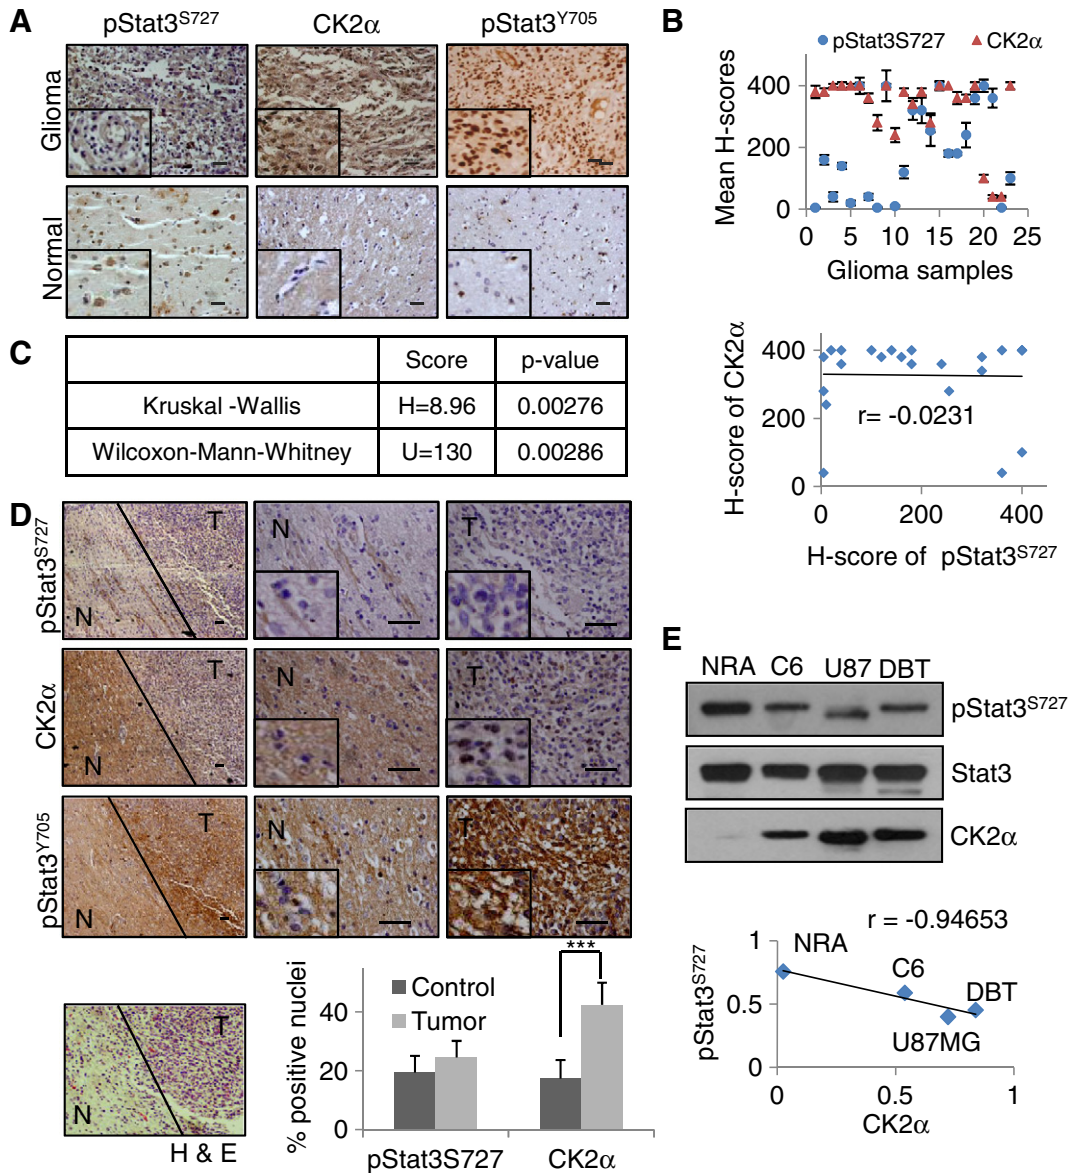 A
pStat3S727 CK2α pStat3Y705
Glioma
Normal
B
pStat3S727 CK2α
Mean H-scores
400
200
0
0 5 10 15 20 25
Glioma samples
H-score of CK2α
400
200
0
r= -0.0231
0 200 400
H-score of pStat3S727
C
Score p-value
Kruskal -Wallis H=8.96 0.00276
Wilcoxon-Mann-Whitney U=130 0.00286
D
pStat3S727
T
N
N
T
CK2α
T
N
N
T
pStat3Y705
T
N
N
T
T
N
H & E
% positive nuclei
40
20
0
Control
Tumor
***
pStat3S727 CK2α
E
NRA C6 U87 DBT
pStat3S727
Stat3
CK2α
r = -0.94653
pStat3S727
1
0.5
0
NRA
C6
DBT
U87MG
0 0.5 1
CK2α